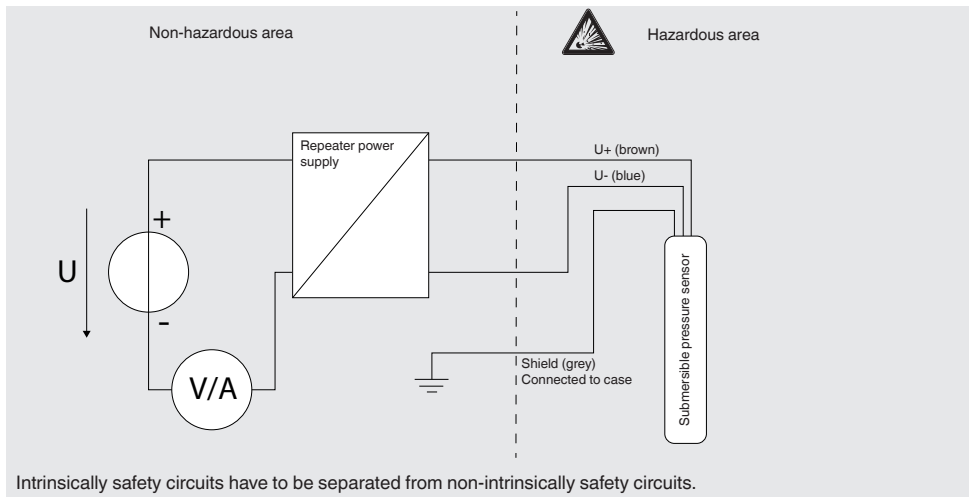 Non-hazardous area
Hazardous area
Repeater power
supply
U+ (brown)
U- (blue)
+
U
-
V/A
Shield (grey)
Connected to case
Submersible pressure sensor
Intrinsically safety circuits have to be separated from non-intrinsically safety circuits.